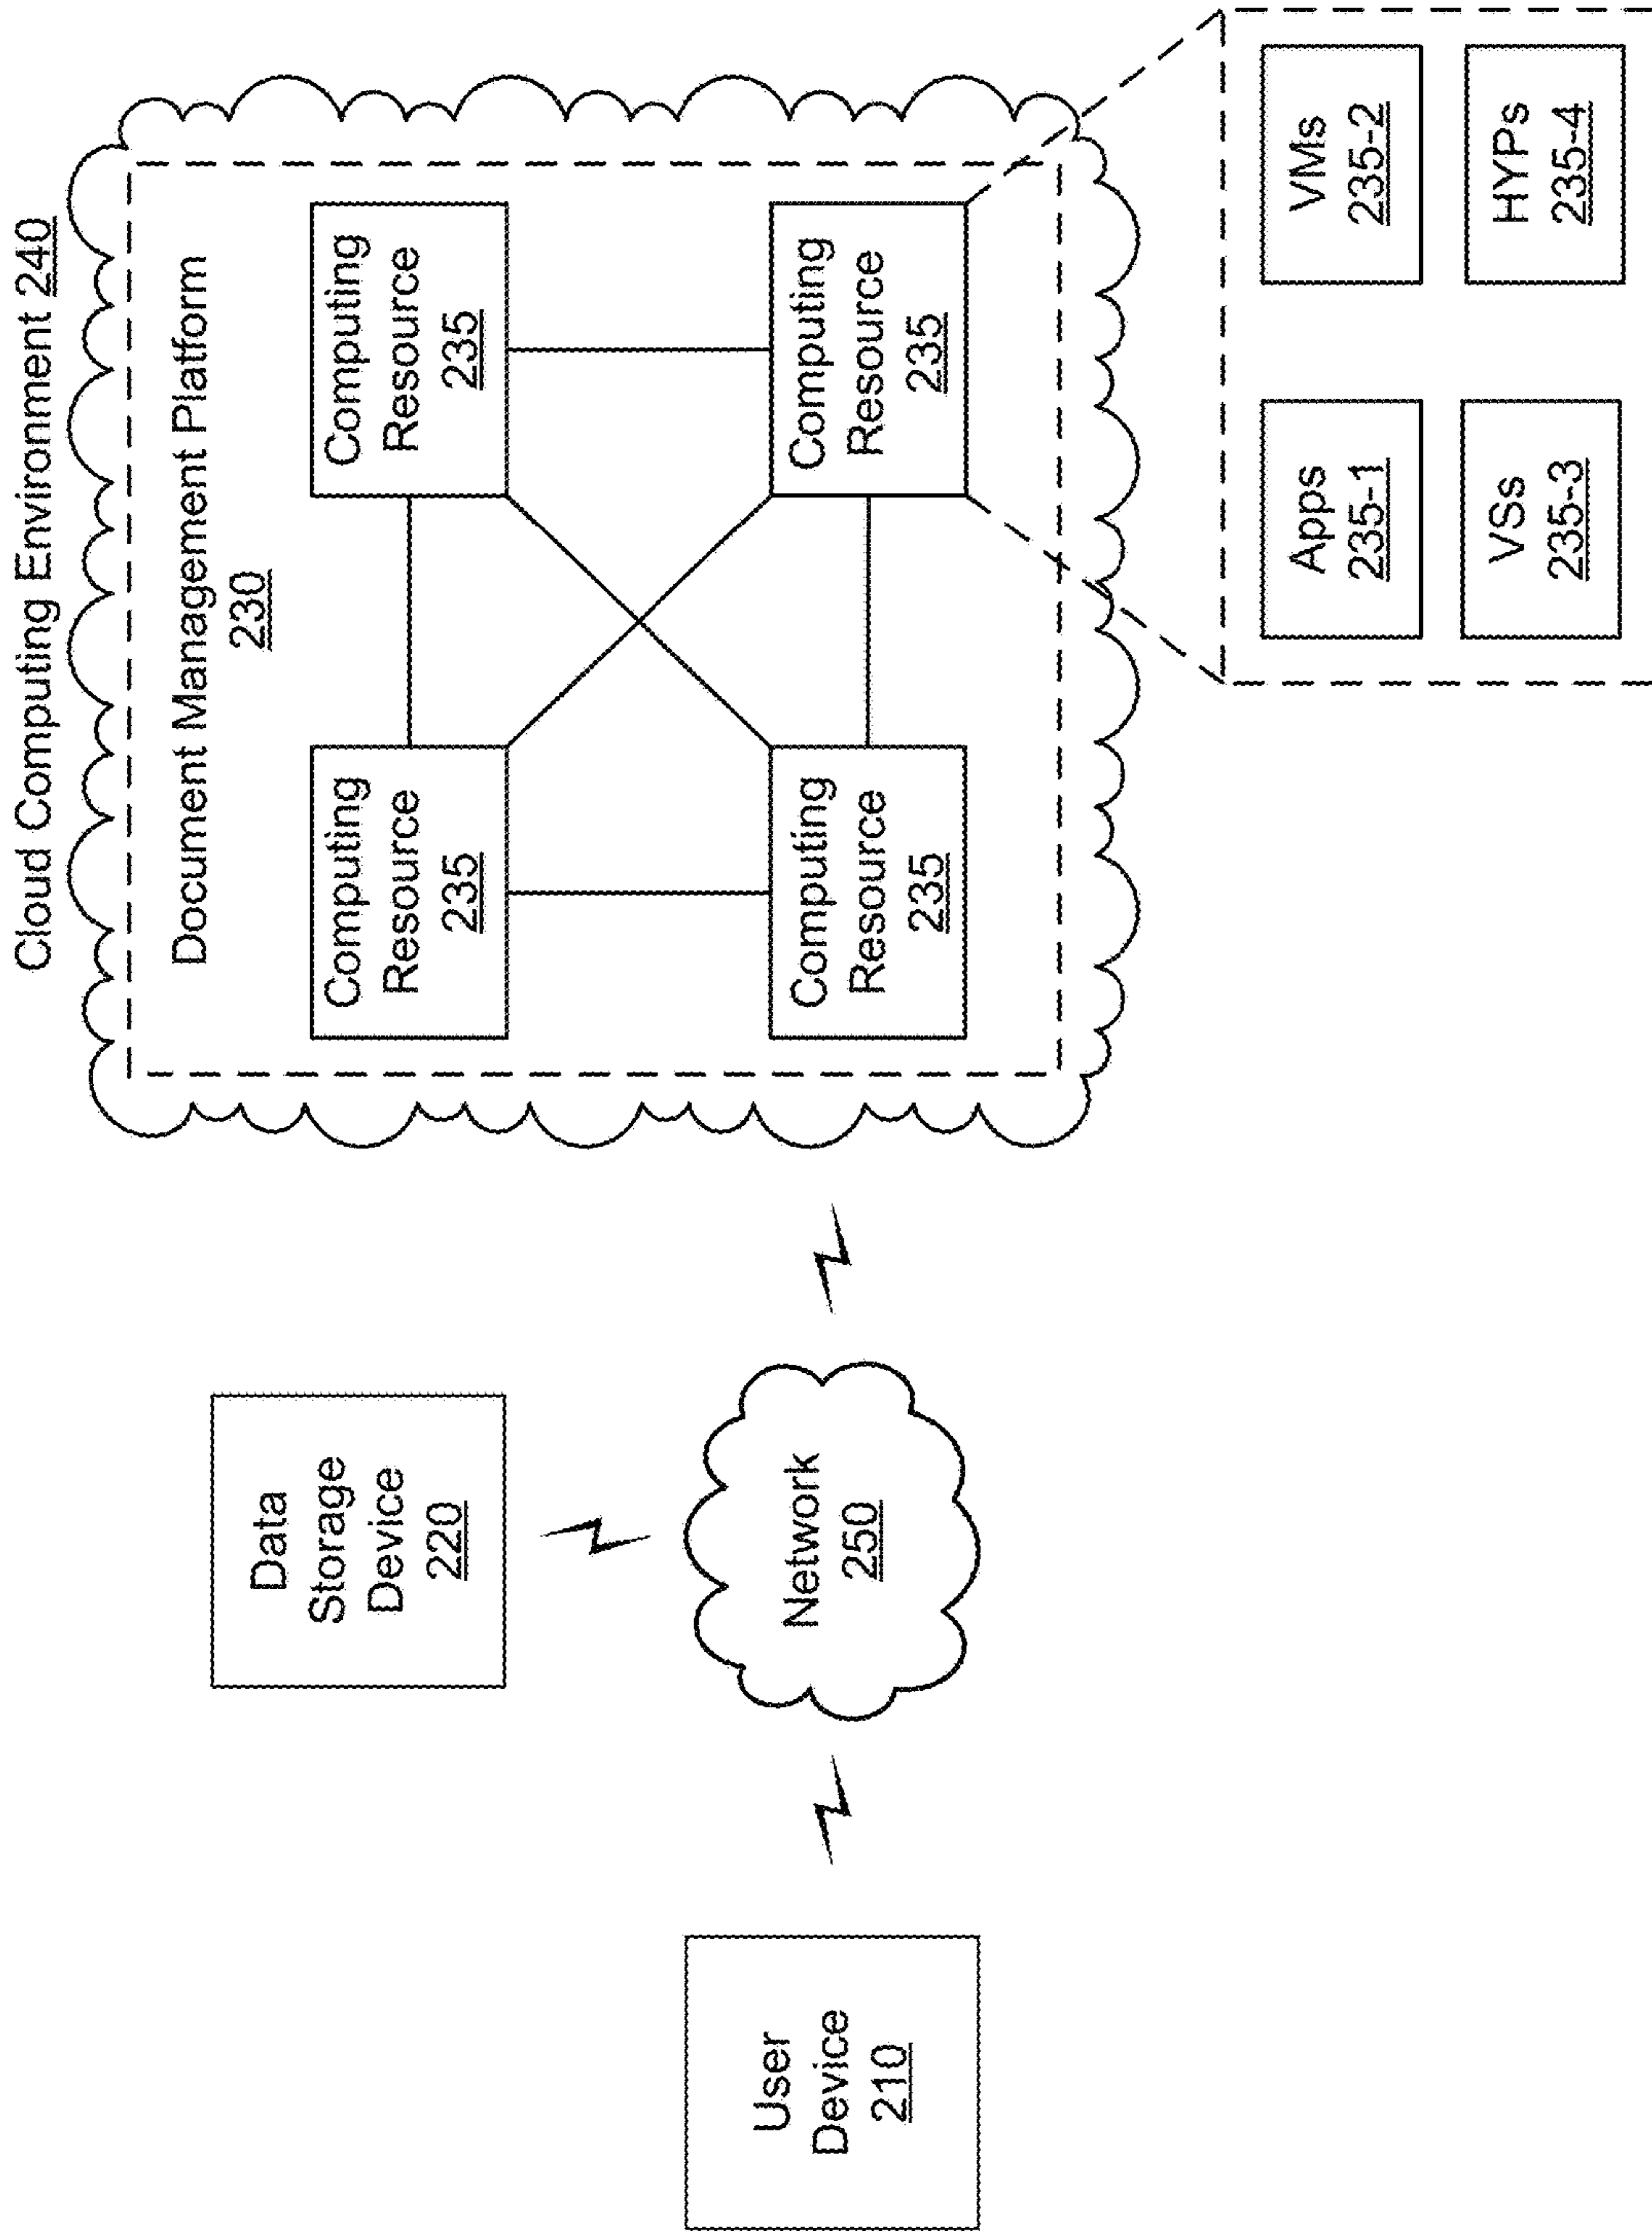 Cloud Computing Environment 240
Document Management Platform
230
Computing
Resource
235
Computing
Resource
235
Computing
Resource
235
Computing
Resource
235
Data
Storage
Device
220
Network
250
User
Device
210
Apps
235-1
VMs
235-2
VSs
235-3
HYPs
235-4